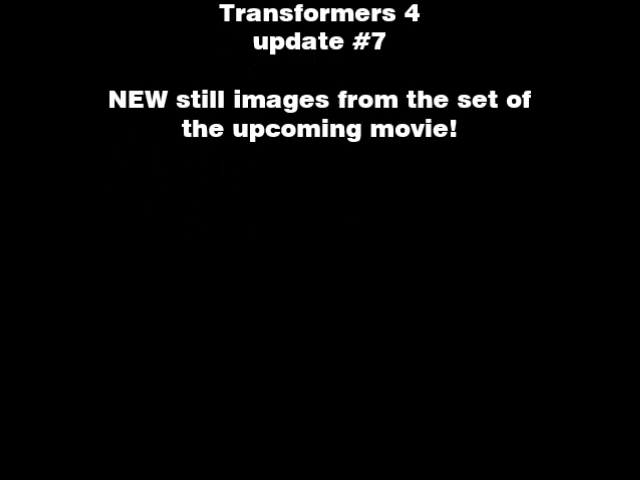 Transformers 4
update #7
NEW still images from the set of
the upcoming movie!